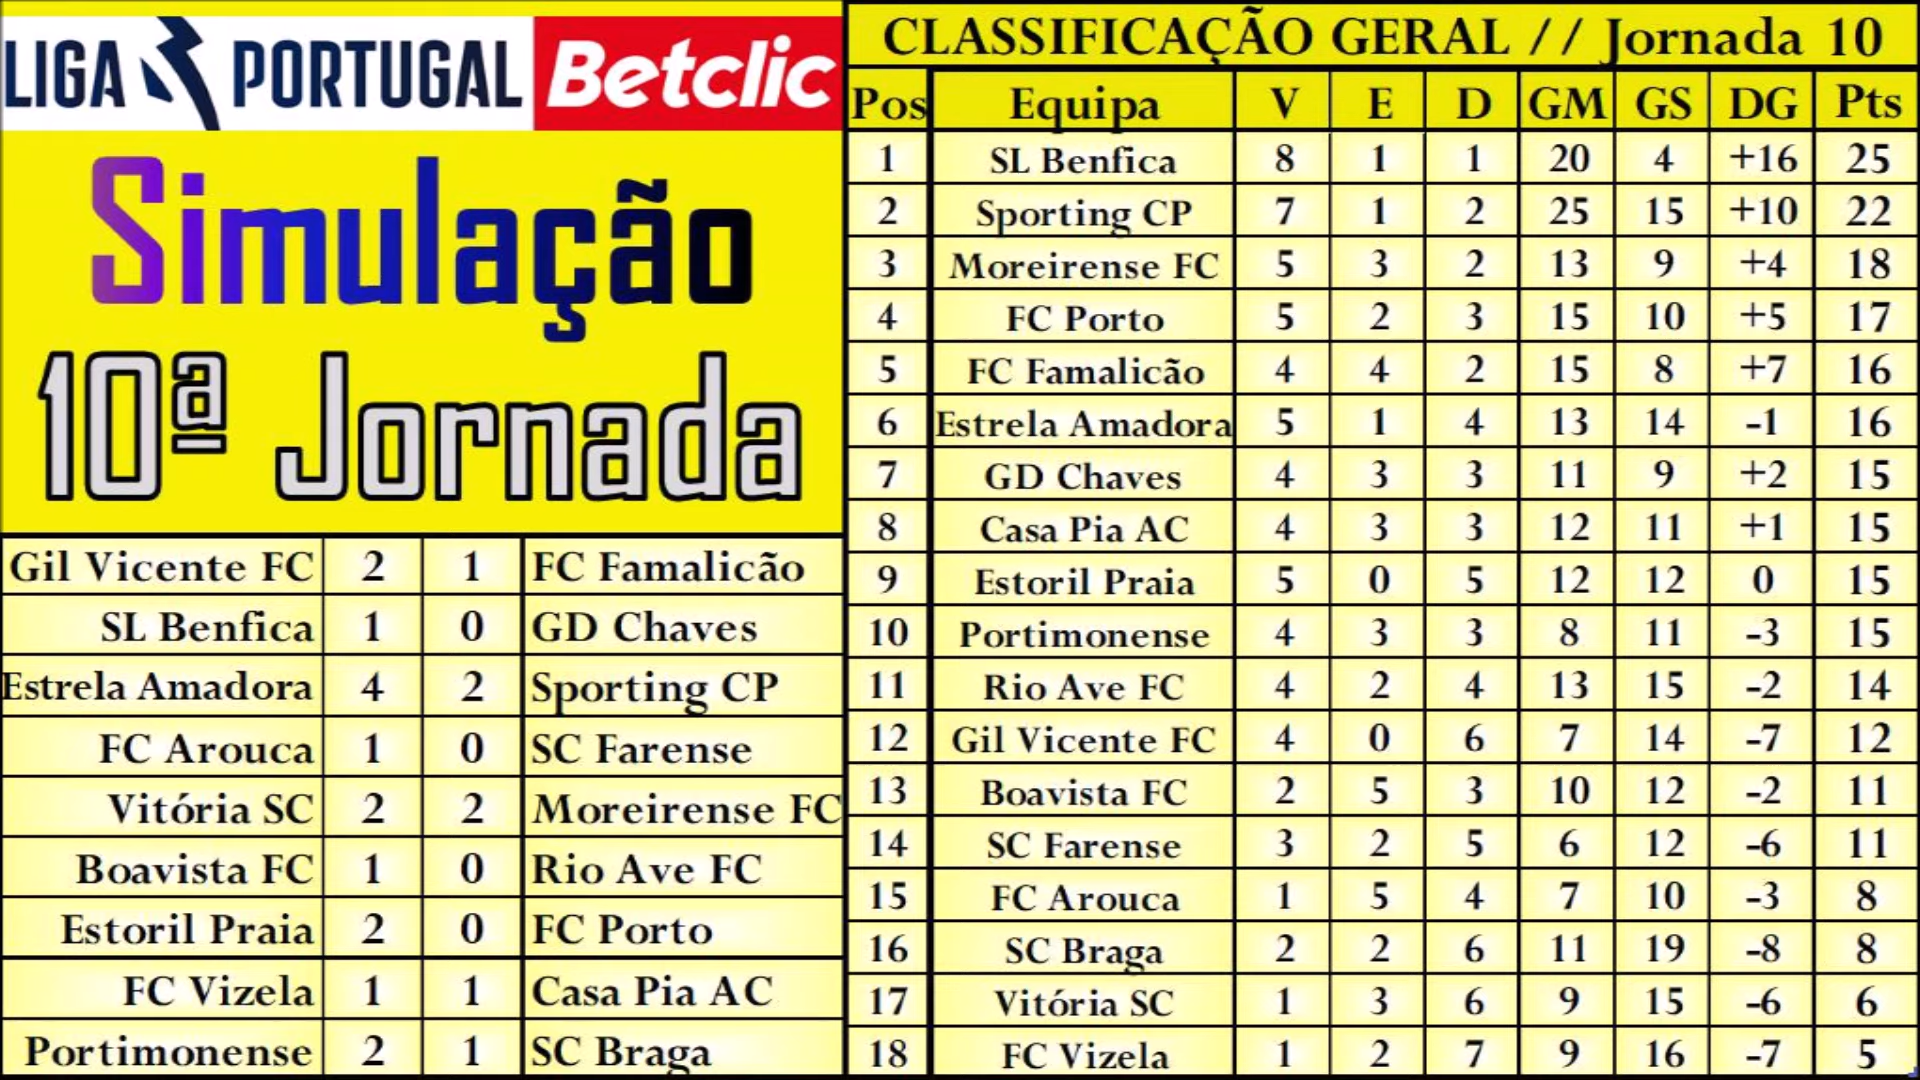 LIGA PORTUGAL Betclic
Simulação
10ª Jornada
Gil Vicente FC 2 1 FC Famalicão
SL Benfica 1 0 GD Chaves
Estrela Amadora 4 2 Sporting CP
FC Arouca 1 0 SC Farense
Vitória SC 2 2 Moreirense FC
Boavista FC 1 0 Rio Ave FC
Estoril Praia 2 0 FC Porto
FC Vizela 1 1 Casa Pia AC
Portimonense 2 1 SC Braga
CLASSIFICAÇÃO GERAL // Jornada 10
Pos Equipa V E D GM GS DG Pts
1 SL Benfica 8 1 1 20 4 +16 25
2 Sporting CP 7 1 2 25 15 +10 22
3 Moreirense FC 5 3 2 13 9 +4 18
4 FC Porto 5 2 3 15 10 +5 17
5 FC Famalicão 4 4 2 15 8 +7 16
6 Estrela Amadora 5 1 4 13 14 -1 16
7 GD Chaves 4 3 3 11 9 +2 15
8 Casa Pia AC 4 3 3 12 11 +1 15
9 Estoril Praia 5 0 5 12 12 0 15
10 Portimonense 4 3 3 8 11 -3 15
11 Rio Ave FC 4 2 4 13 15 -2 14
12 Gil Vicente FC 4 0 6 7 14 -7 12
13 Boavista FC 2 5 3 10 12 -2 11
14 SC Farense 3 2 5 6 12 -6 11
15 FC Arouca 1 5 4 7 10 -3 8
16 SC Braga 2 2 6 11 19 -8 8
17 Vitória SC 1 3 6 9 15 -6 6
18 FC Vizela 1 2 7 9 16 -7 5